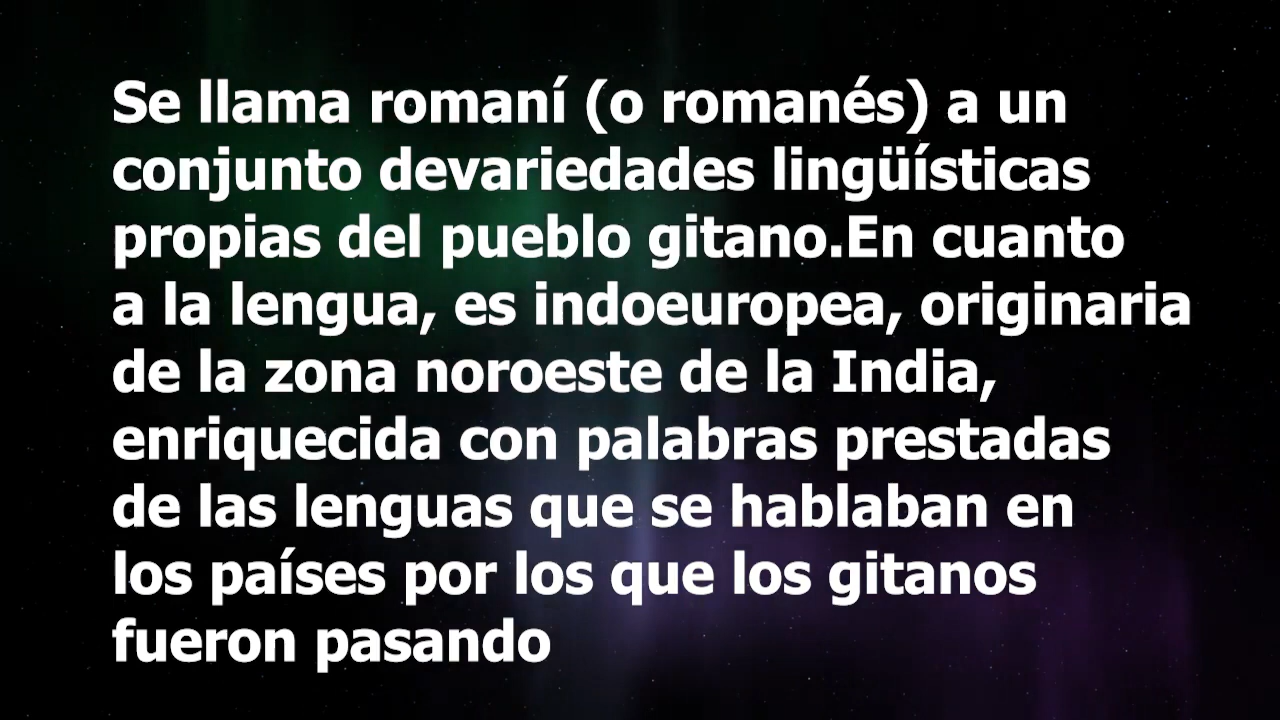 Se llama romaní (o romanés) a un
conjunto devariedades lingüísticas
propias del pueblo gitano.En cuanto
a la lengua, es indoeuropea, originaria
de la zona noroeste de la India,
enriquecida con palabras prestadas
de las lenguas que se hablaban en
los países por los que los gitanos
fueron pasando